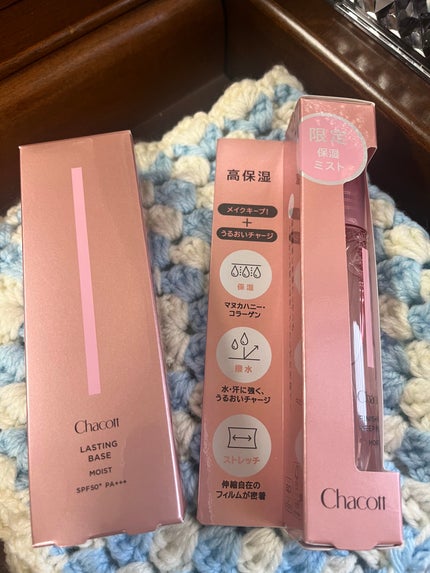 Chacott
LASTING
BASE
MOIST
SPF50+ PA+++
高保湿
メイクキープ!
+
うるおいチャージ
保湿
マヌカハニー・
コラーゲン
撥水
水・汗に強く、
うるおいチャージ
ストレッチ
伸縮自在の
フィルムが密着
限定
保湿
ミスト
Chacott